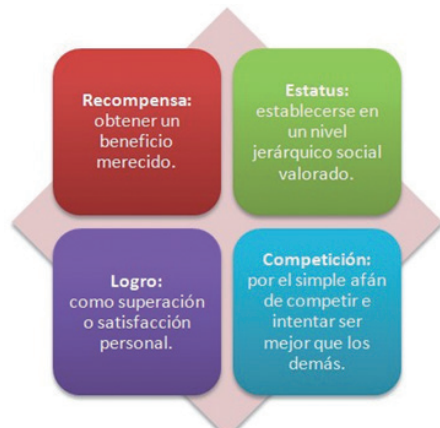 Recompensa:
obtener un
beneficio
merecido.
Estatus:
establecerse en
un nivel
jerárquico social
valorado.
Logro:
como superación
o satisfacción
personal.
Competición:
por el simple afán
de competir e
intentar ser
mejor que los
demás.